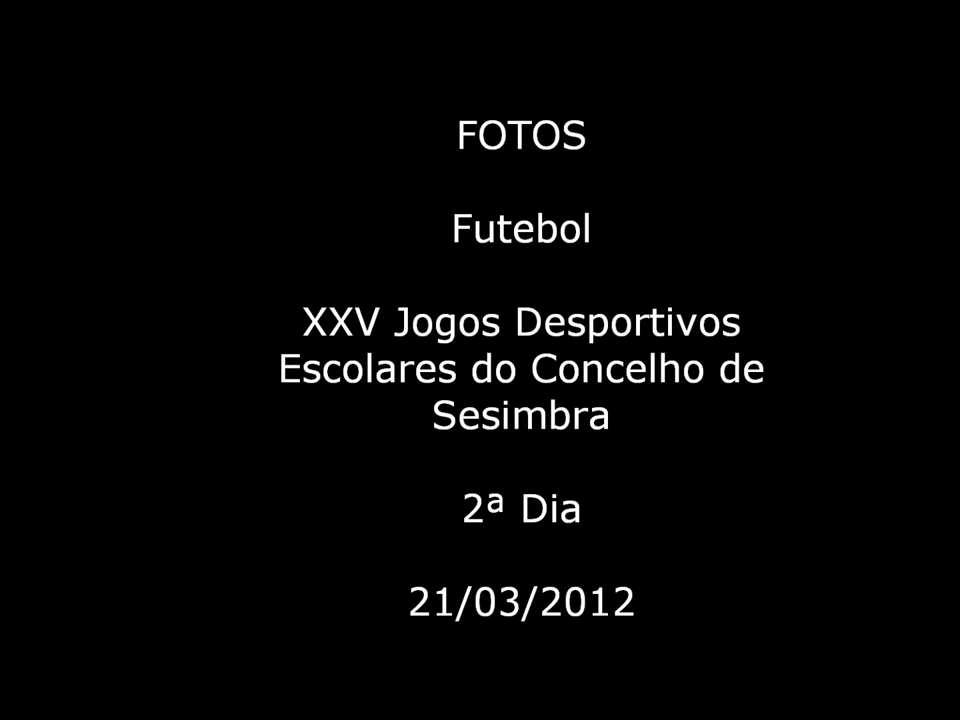 FOTOS
Futebol
XXV Jogos Desportivos
Escolares do Concelho de
Sesimbra
2ª Dia
21/03/2012